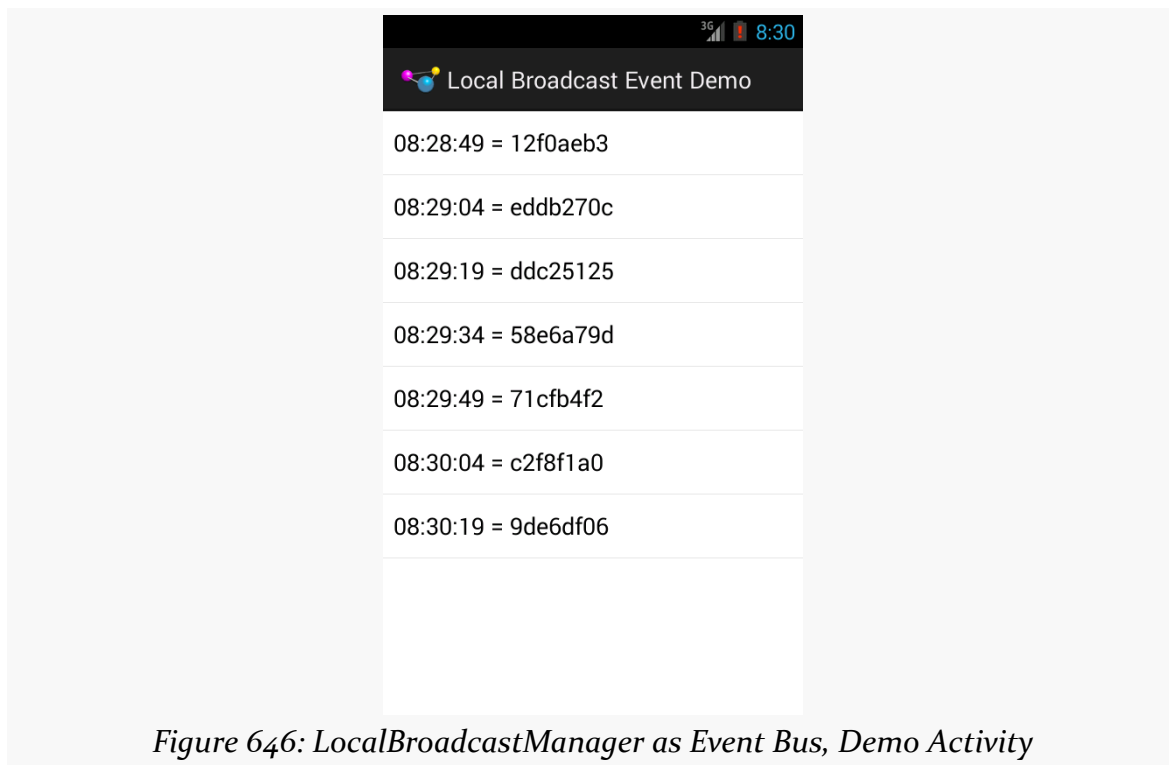 3G 8:30
Local Broadcast Event Demo
08:28:49 = 12f0aeb3
08:29:04 = eddb270c
08:29:19 = ddc25125
08:29:34 = 58e6a79d
08:29:49 = 71cfb4f2
08:30:04 = c2f8f1a0
08:30:19 = 9de6df06
Figure 646: LocalBroadcastManager as Event Bus, Demo Activity